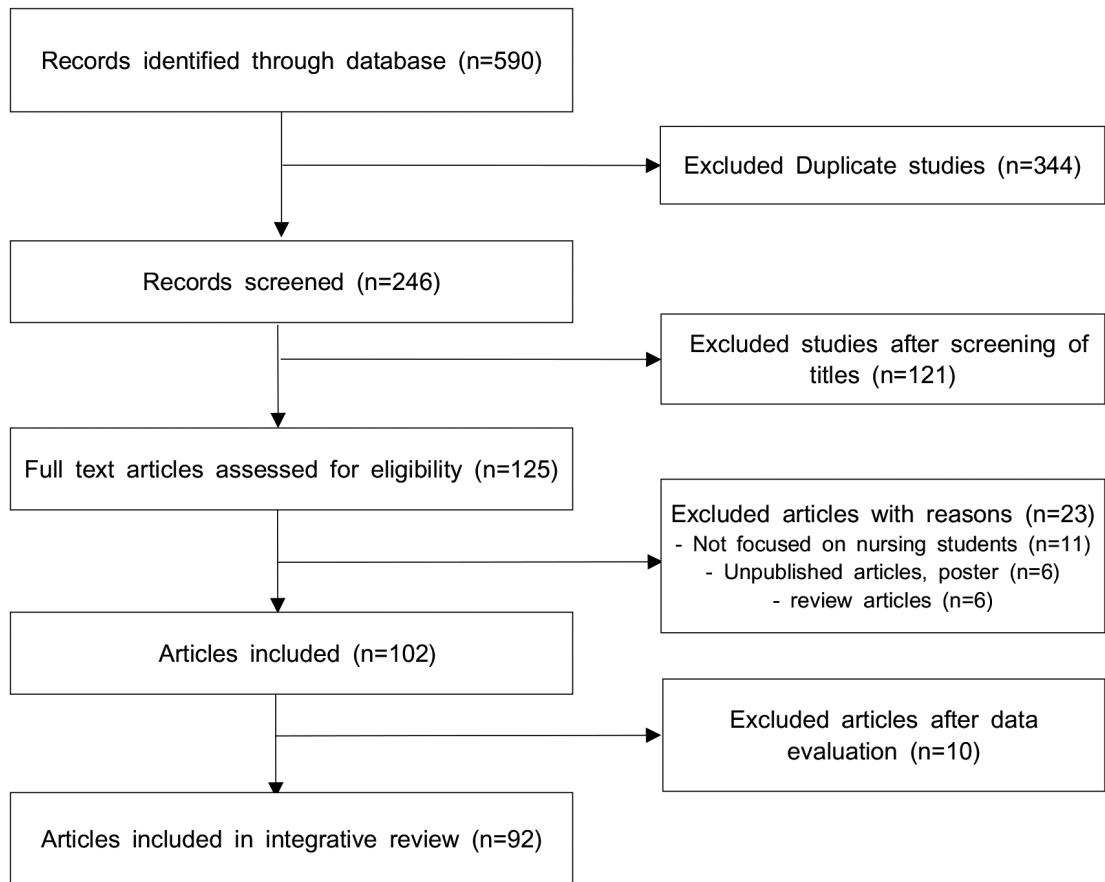 Records identified through database (n=590)
Excluded Duplicate studies (n=344)
Records screened (n=246)
Excluded studies after screening of
titles (n=121)
Full text articles assessed for eligibility (n=125)
Excluded articles with reasons (n=23)
- Not focused on nursing students (n=11)
- Unpublished articles, poster (n=6)
- review articles (n=6)
Articles included (n=102)
Excluded articles after data
evaluation (n=10)
Articles included in integrative review (n=92)